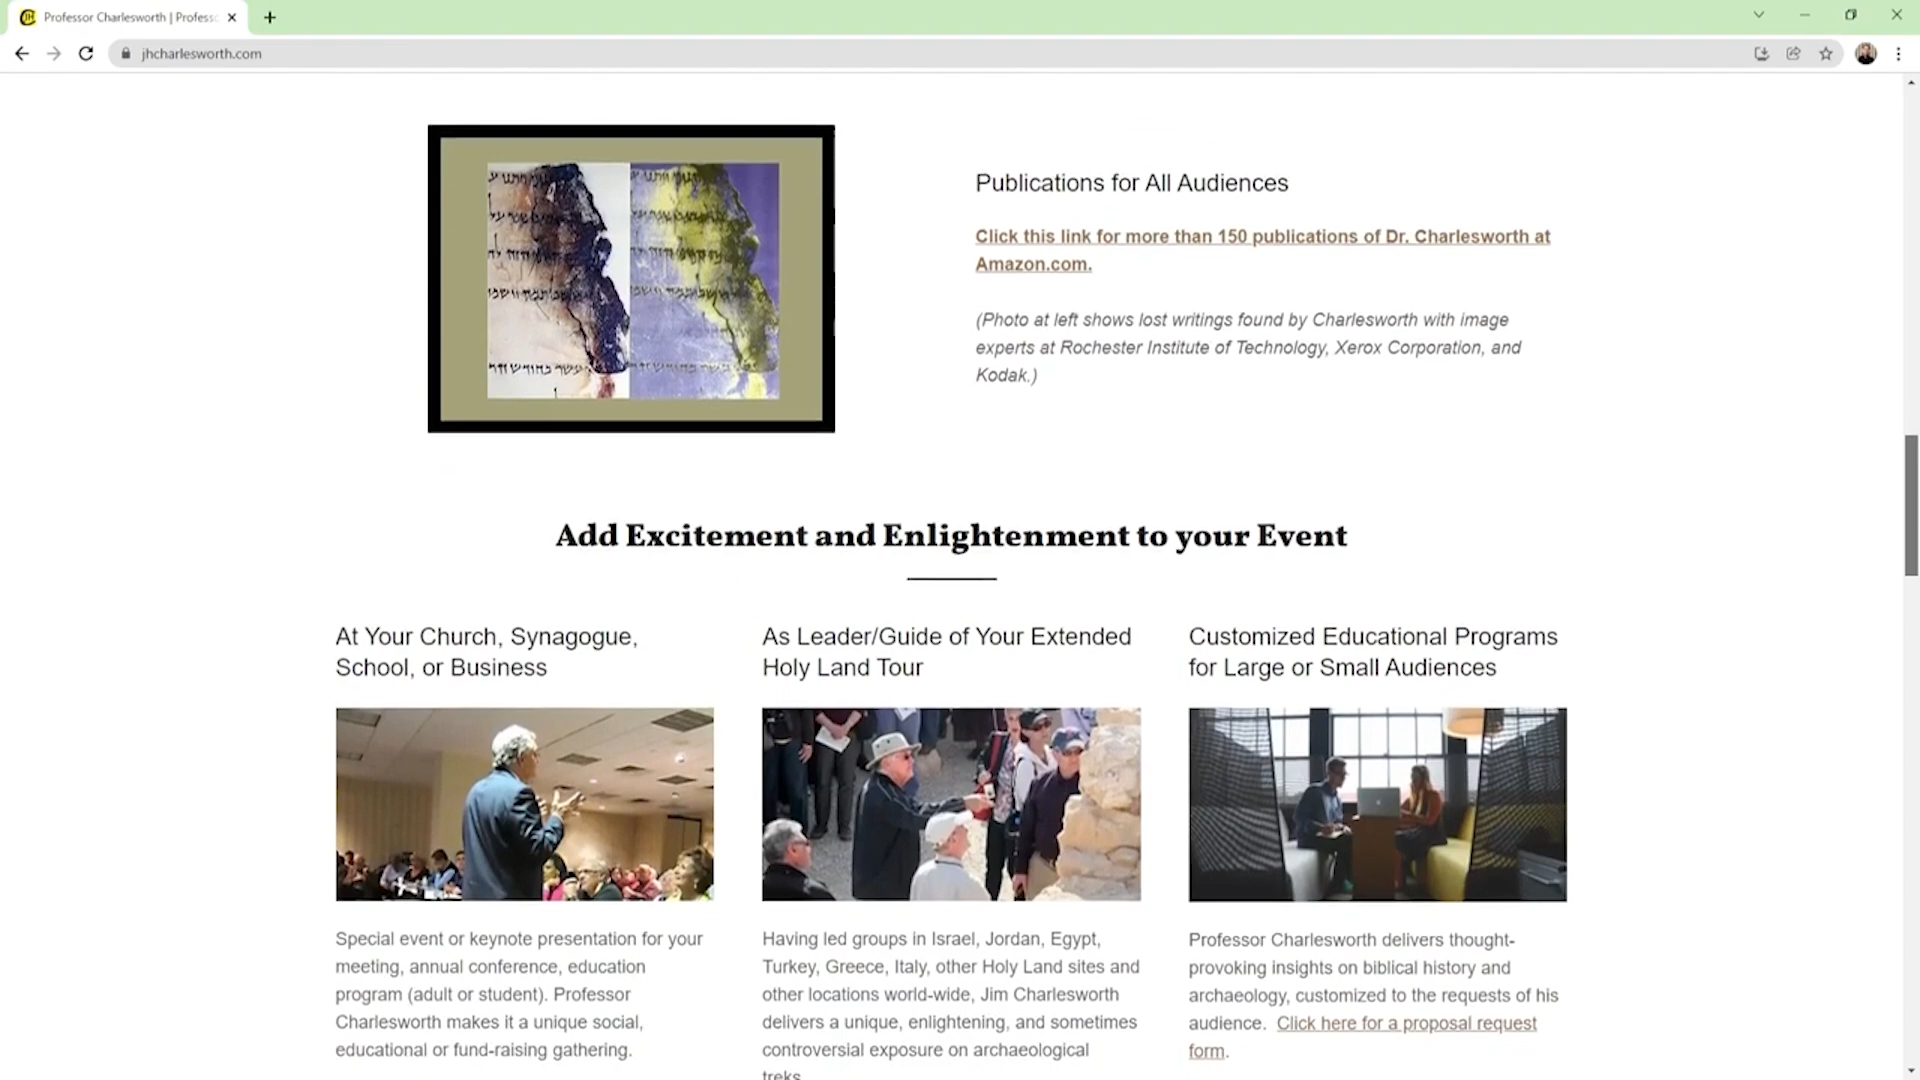 Professor Charlesworth | Profess
jhcharlesworth.com
Publications for All Audiences
Click this link for more than 150 publications of Dr. Charlesworth at
Amazon.com.
(Photo at left shows lost writings found by Charlesworth with image
experts at Rochester Institute of Technology, Xerox Corporation, and
Kodak.)
Add Excitement and Enlightenment to your Event
At Your Church, Synagogue,
School, or Business
As Leader/Guide of Your Extended
Holy Land Tour
Customized Educational Programs
for Large or Small Audiences
Special event or keynote presentation for your
meeting, annual conference, education
program (adult or student). Professor
Charlesworth makes it a unique social,
educational or fund-raising gathering.
Having led groups in Israel, Jordan, Egypt,
Turkey, Greece, Italy, other Holy Land sites and
other locations world-wide, Jim Charlesworth
delivers a unique, enlightening, and sometimes
controversial exposure on archaeological
treks
Professor Charlesworth delivers thought-
provoking insights on biblical history and
archaeology, customized to the requests of his
audience. Click here for a proposal request
form.